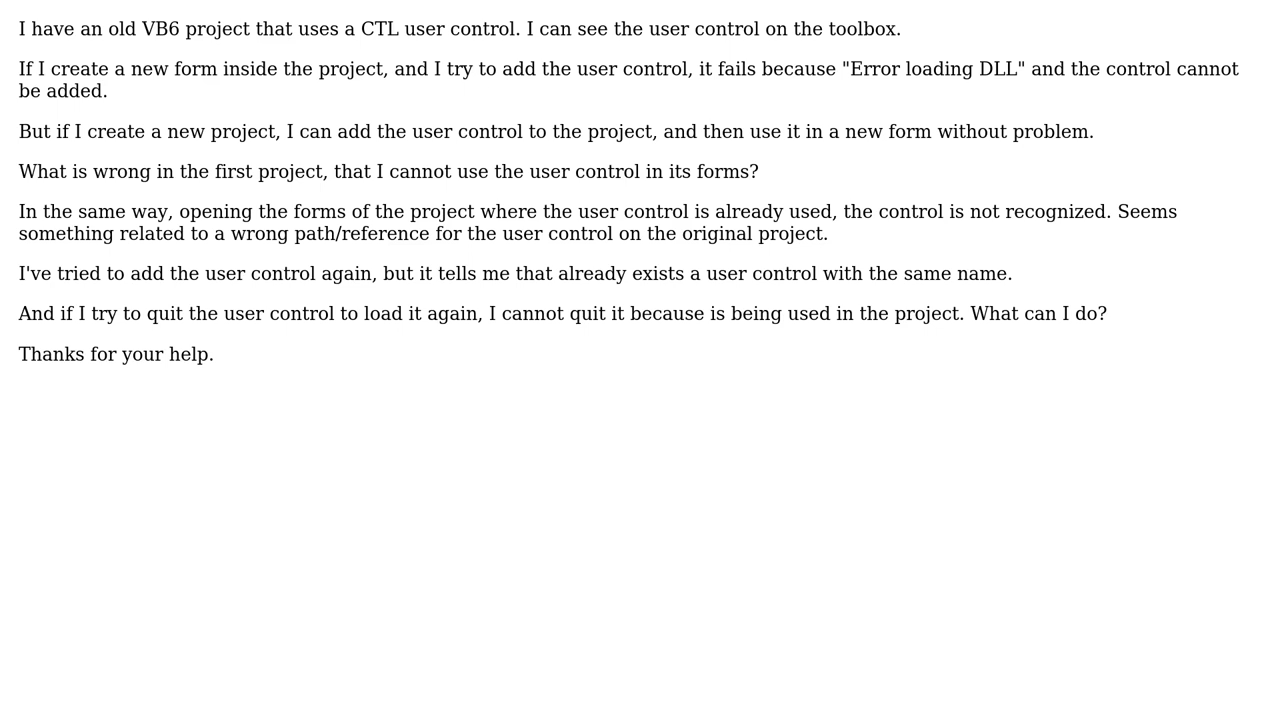 I have an old VB6 project that uses a CTL user control. I can see the user control on the toolbox.
If I create a new form inside the project, and I try to add the user control, it fails because "Error loading DLL" and the control cannot
be added.
But if I create a new project, I can add the user control to the project, and then use it in a new form without problem.
What is wrong in the first project, that I cannot use the user control in its forms?
In the same way, opening the forms of the project where the user control is already used, the control is not recognized. Seems
something related to a wrong path/reference for the user control on the original project.
I've tried to add the user control again, but it tells me that already exists a user control with the same name.
And if I try to quit the user control to load it again, I cannot quit it because is being used in the project. What can I do?
Thanks for your help.